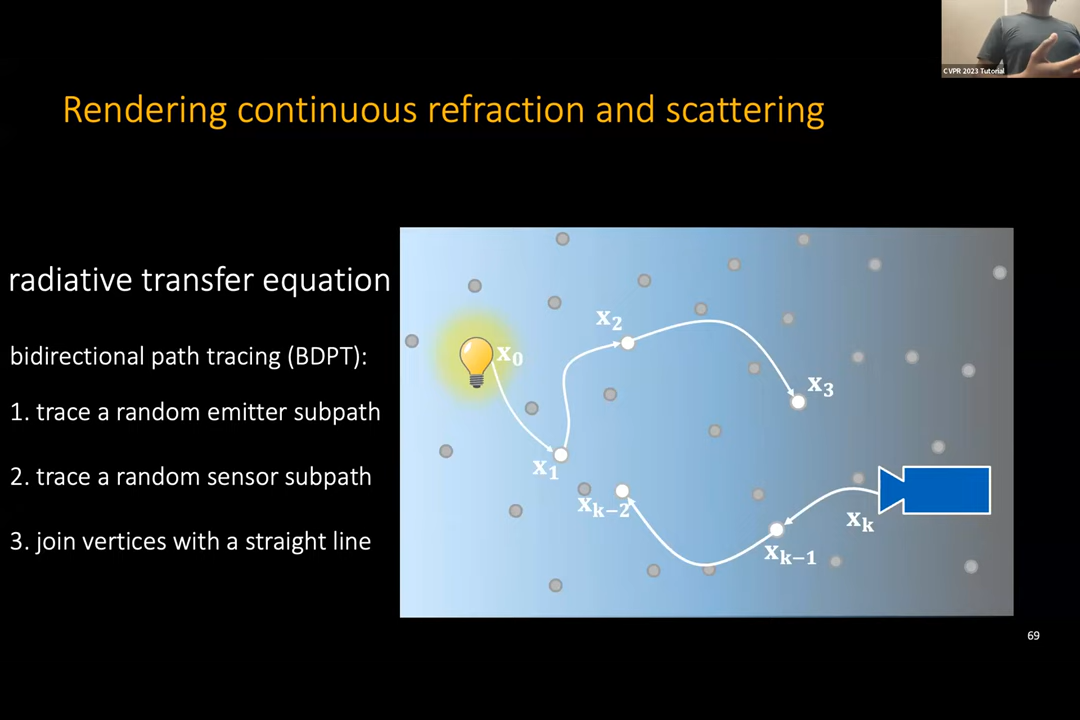 CVPR 2023 Tutorial
Rendering continuous refraction and scattering
radiative transfer equation
bidirectional path tracing (BDPT):
1. trace a random emitter subpath
2. trace a random sensor subpath
3. join vertices with a straight line
x₀
x₁
x₂
x₃
xₖ₋₂
xₖ₋₁
xₖ
69